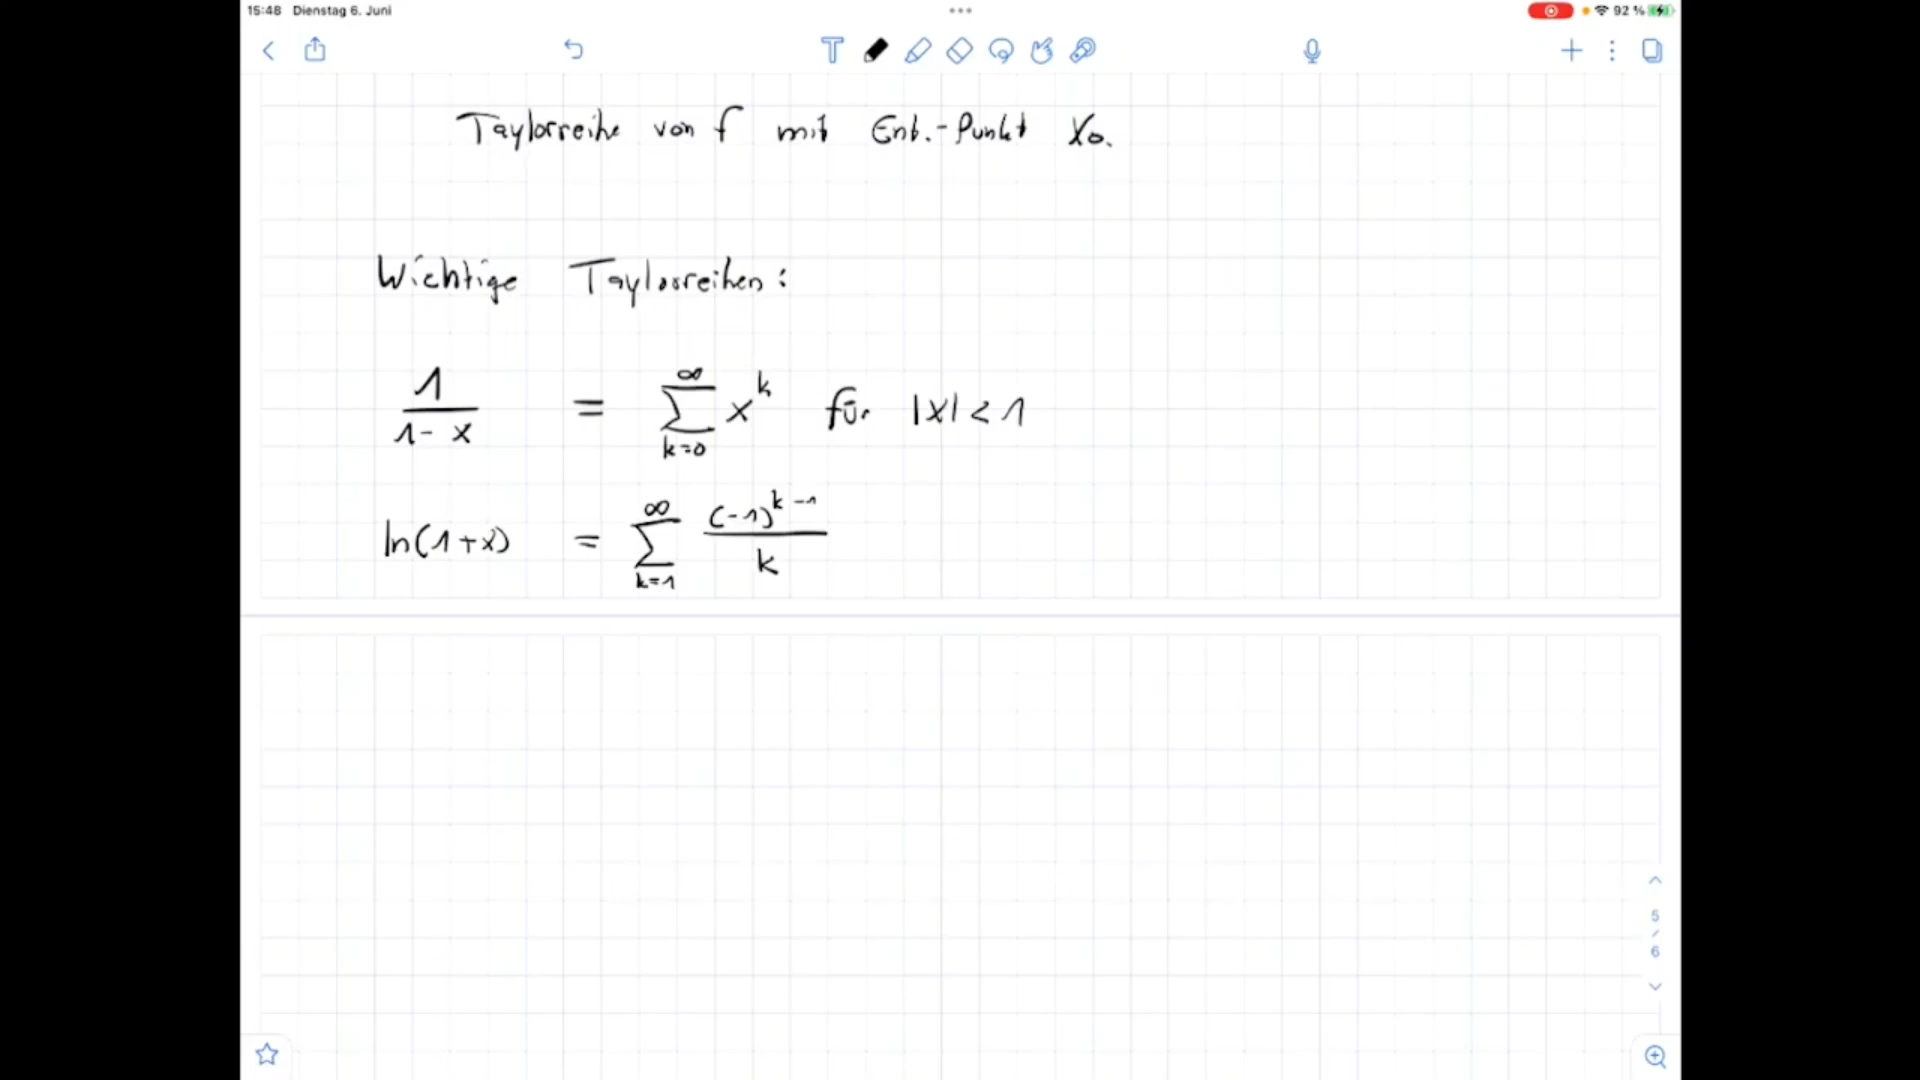 15:48 Dienstag 6. Juni
92 %
T
Taylorreihe von f mit Ent.-Punkt x₀.
Wichtige Taylorreihen:
1/(1-x) = ∑_{k=0}^{∞} x^k für |x| < 1
ln(1+x) = ∑_{k=1}^{∞} (-1)^{k-1}/k
5
/
6